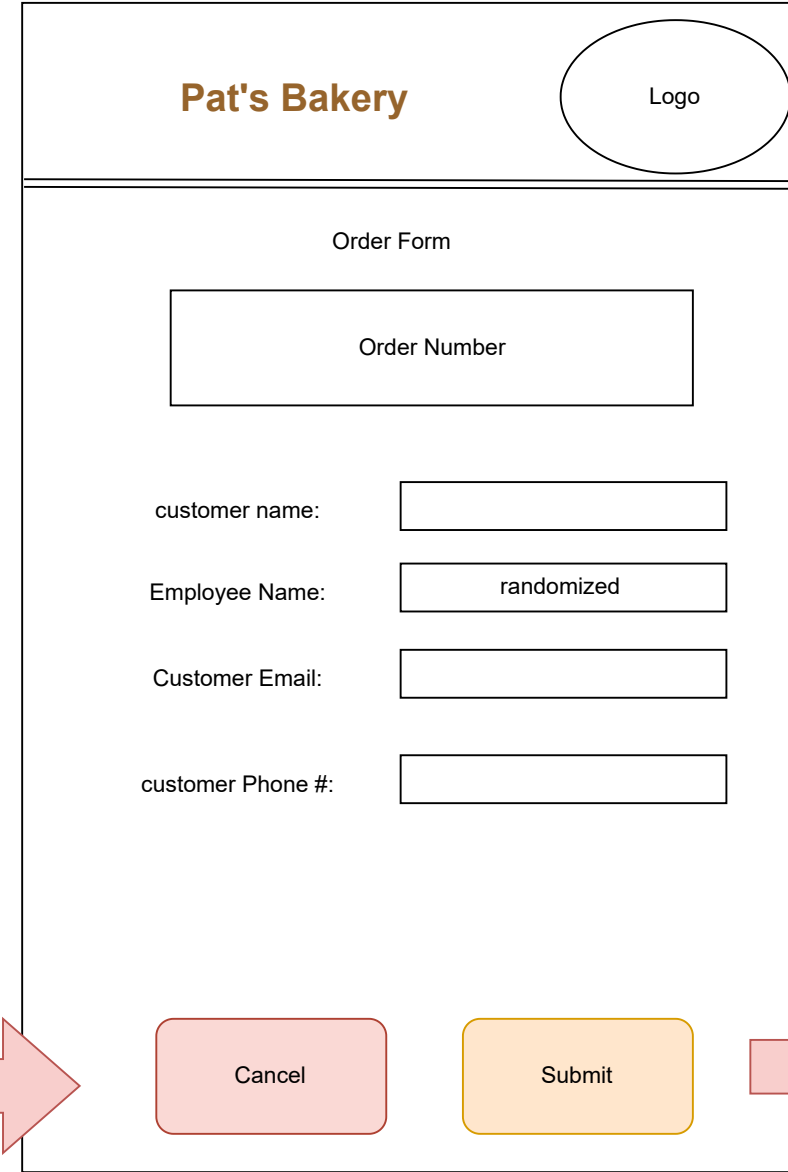 Pat's Bakery
Logo
Order Form
Order Number
customer name:
Employee Name:
randomized
Customer Email:
customer Phone #:
Cancel
Submit